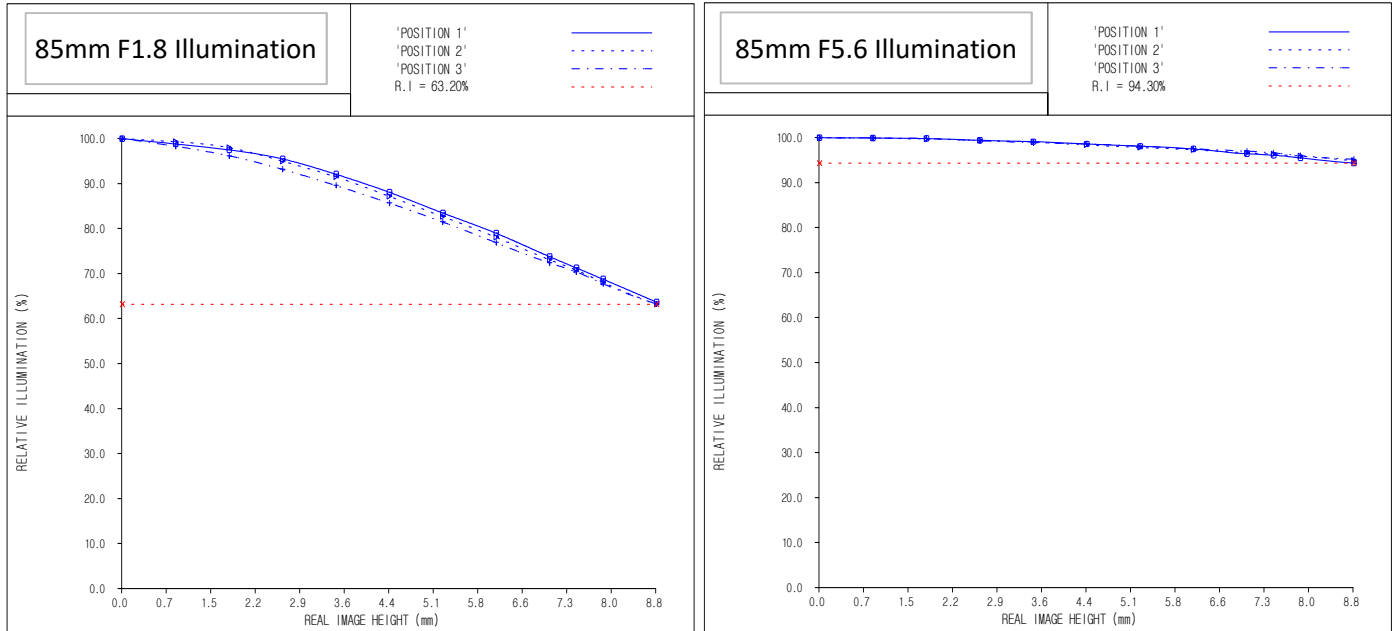 85mm F1.8 Illumination
'POSITION 1'
'POSITION 2'
'POSITION 3'
R.I = 63.20%
100.0
90.0
80.0
70.0
60.0
50.0
40.0
30.0
20.0
10.0
0.0
RELATIVE ILLUMINATION (%)
0.0 0.7 1.5 2.2 2.9 3.6 4.4 5.1 5.8 6.6 7.3 8.0 8.8
REAL IMAGE HEIGHT (mm)
85mm F5.6 Illumination
'POSITION 1'
'POSITION 2'
'POSITION 3'
R.I = 94.30%
100.0
90.0
80.0
70.0
60.0
50.0
40.0
30.0
20.0
10.0
0.0
RELATIVE ILLUMINATION (%)
0.0 0.7 1.5 2.2 2.9 3.6 4.4 5.1 5.8 6.6 7.3 8.0 8.8
REAL IMAGE HEIGHT (mm)